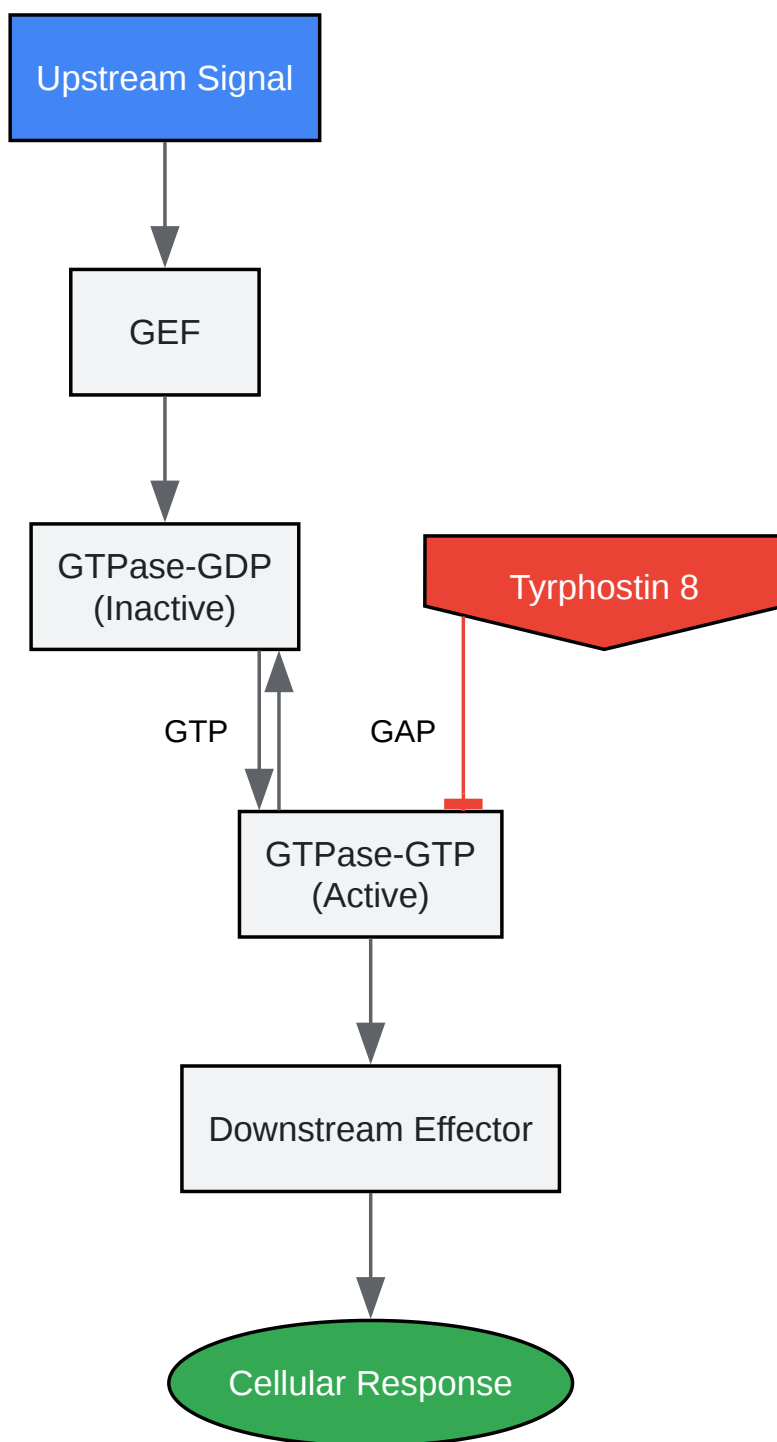 Upstream Signal
GEF
GTPase-GDP
(Inactive)
Tyrphostin 8
GTP
GAP
GTPase-GTP
(Active)
Downstream Effector
Cellular Response